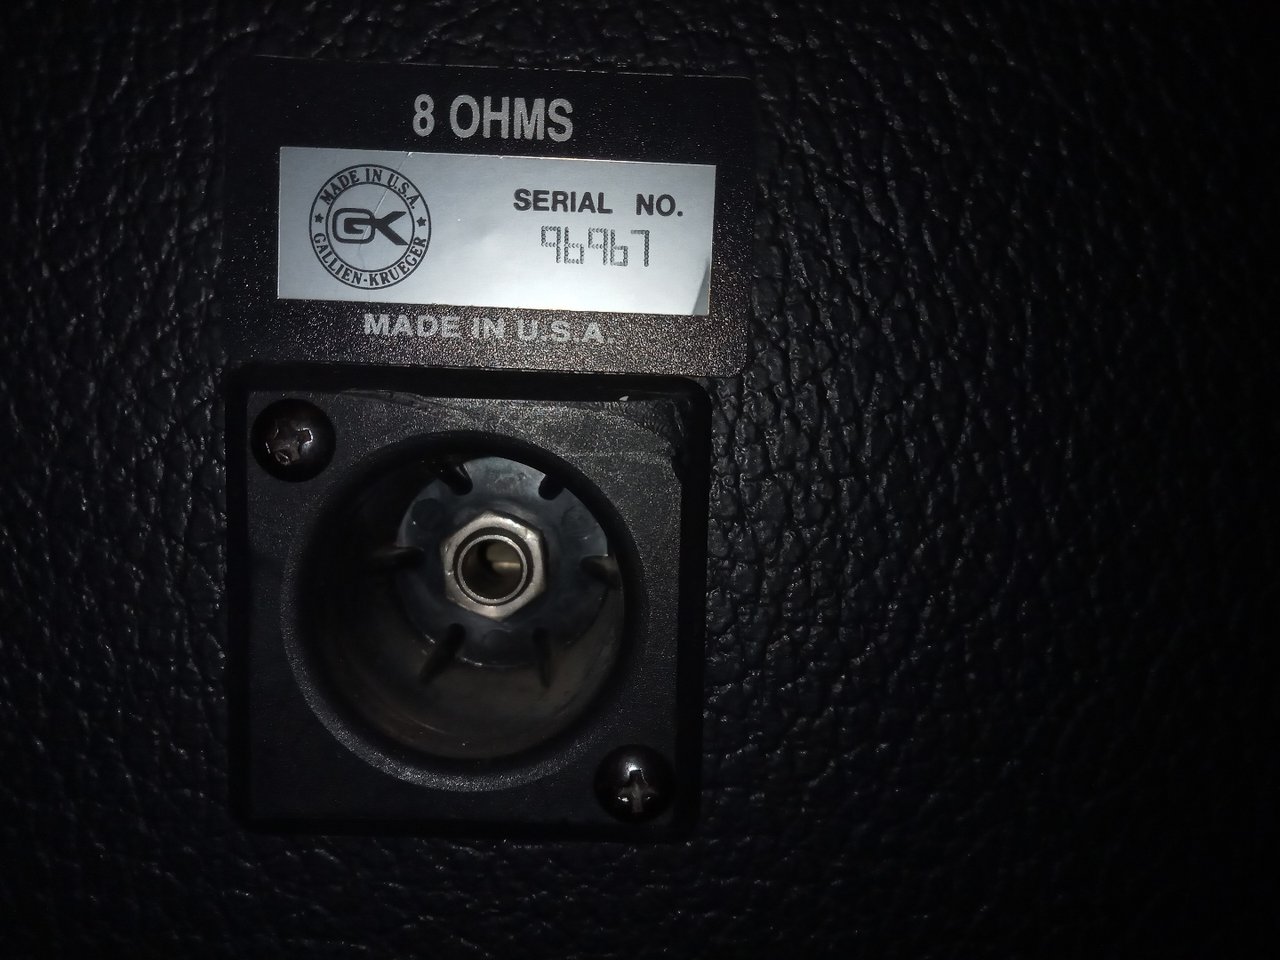 8 OHMS
MADE IN U.S.A.
GK
GALLIEN-KRUEGER
SERIAL NO.
96967
MADE IN U.S.A.